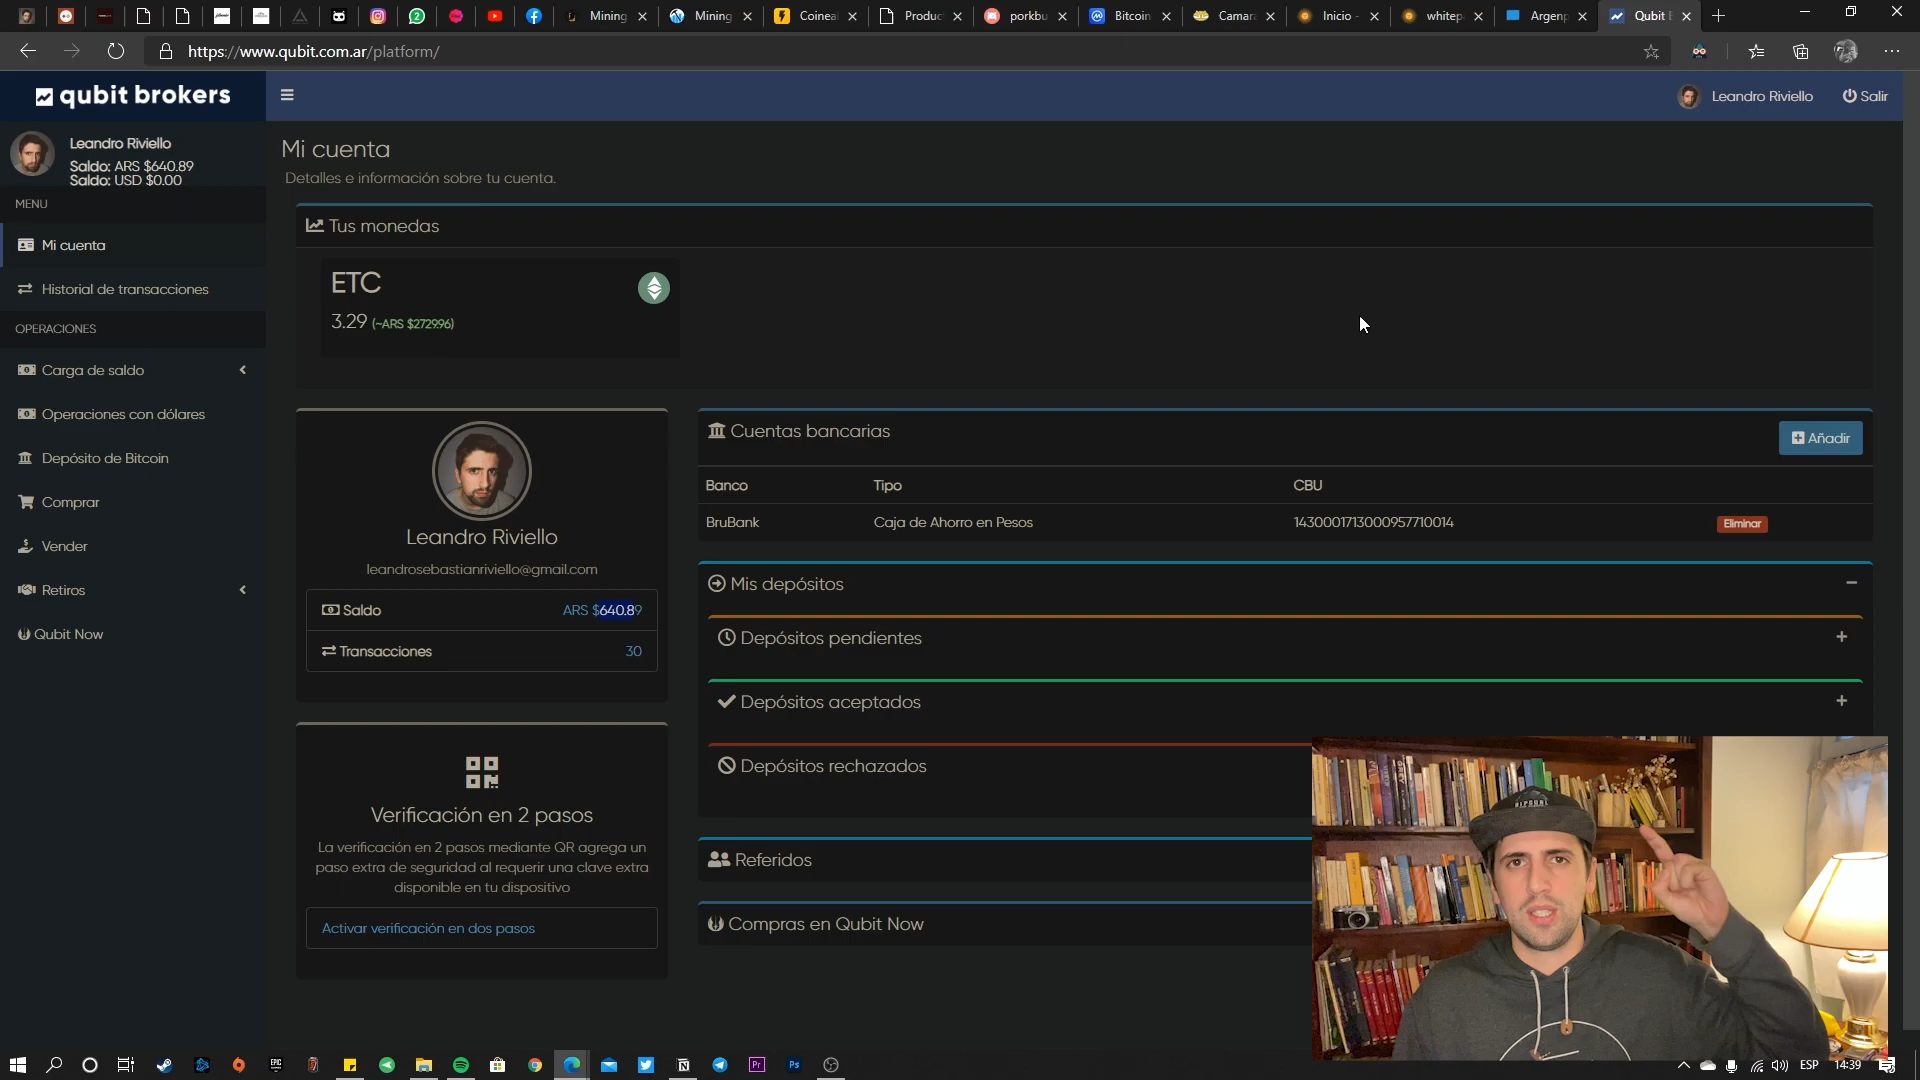 Mining
Mining
Coineal
Produc
porkbu
Bitcoin
Camar
Inicio -
whitep
Argenp
Qubit B
https://www.qubit.com.ar/platform/
qubit brokers
Leandro Riviello
Salir
Leandro Riviello
Saldo: ARS $640.89
Saldo: USD $0.00
MENU
Mi cuenta
Historial de transacciones
OPERACIONES
Carga de saldo
Operaciones con dólares
Depósito de Bitcoin
Comprar
Vender
Retiros
Qubit Now
Mi cuenta
Detalles e información sobre tu cuenta.
Tus monedas
ETC
3.29 (~ARS $2729.96)
Leandro Riviello
leandrosebastianriviello@gmail.com
Saldo ARS $640.89
Transacciones 30
Verificación en 2 pasos
La verificación en 2 pasos mediante QR agrega un
paso extra de seguridad al requerir una clave extra
disponible en tu dispositivo
Activar verificación en dos pasos
Cuentas bancarias
Añadir
Banco Tipo CBU
BruBank Caja de Ahorro en Pesos 1430001713000957710014 Eliminar
Mis depósitos
Depósitos pendientes
Depósitos aceptados
Depósitos rechazados
Referidos
Compras en Qubit Now
ESP
14:39